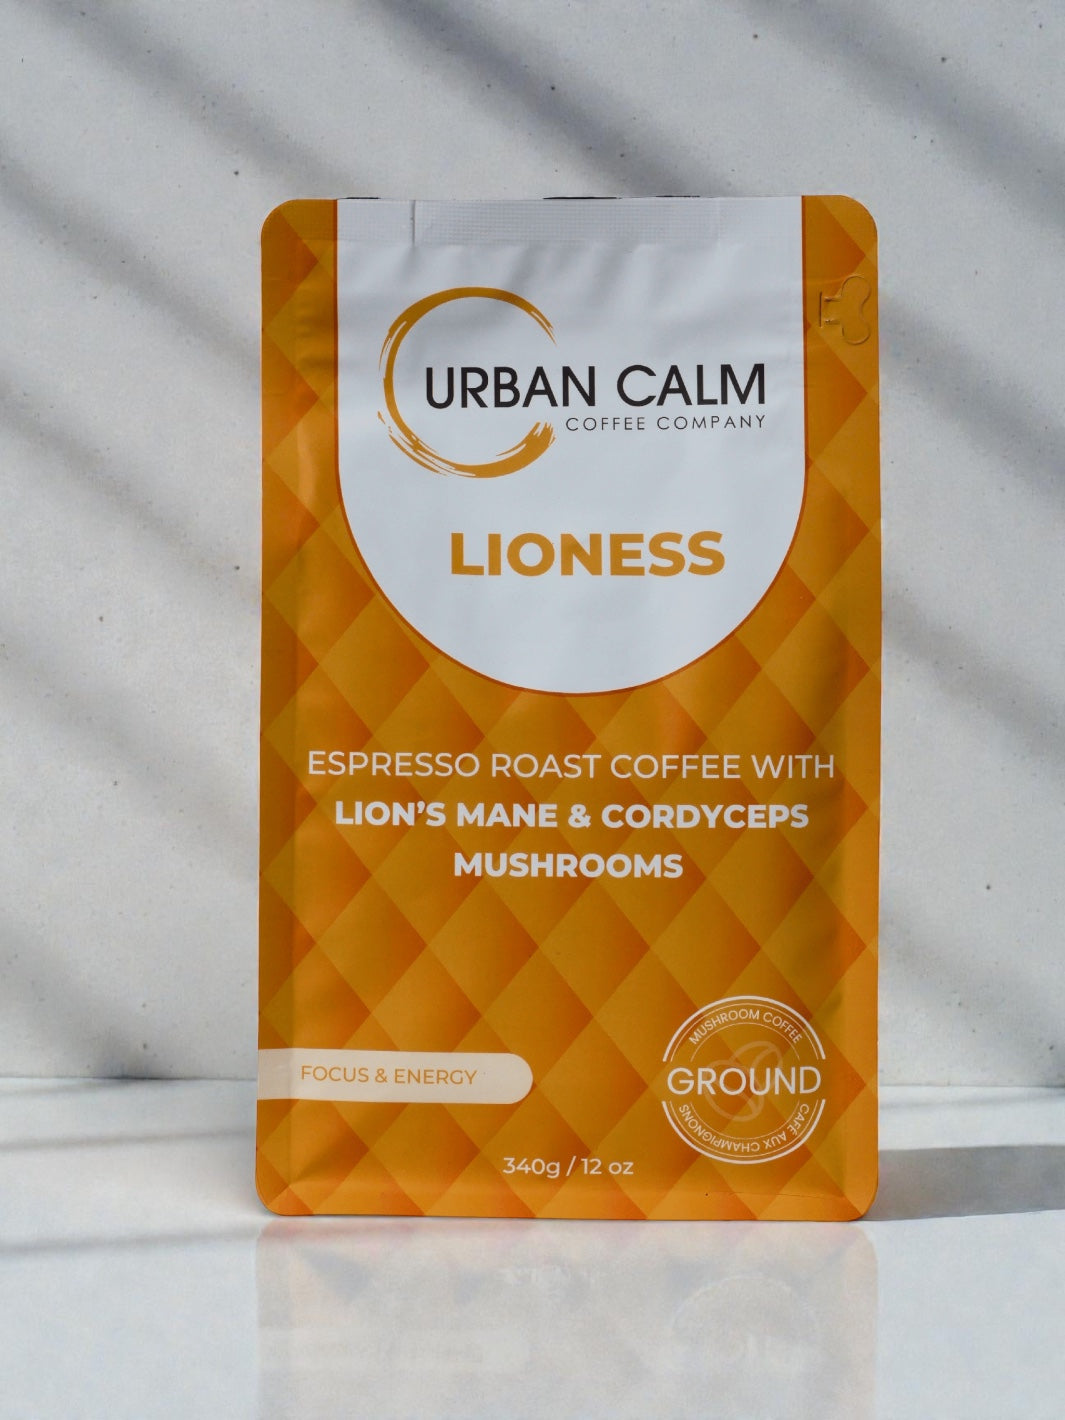 URBAN CALM
COFFEE COMPANY
LIONESS
ESPRESSO ROAST COFFEE WITH
LION'S MANE & CORDYCEPS
MUSHROOMS
FOCUS & ENERGY
MUSHROOM COFFEE
GROUND
CAFÉ AUX CHAMPIGNONS
340g / 12 oz